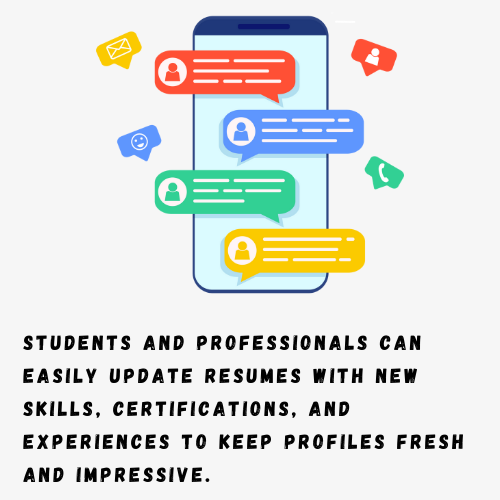 STUDENTS AND PROFESSIONALS CAN
EASILY UPDATE RESUMES WITH NEW
SKILLS, CERTIFICATIONS, AND
EXPERIENCES TO KEEP PROFILES FRESH
AND IMPRESSIVE.